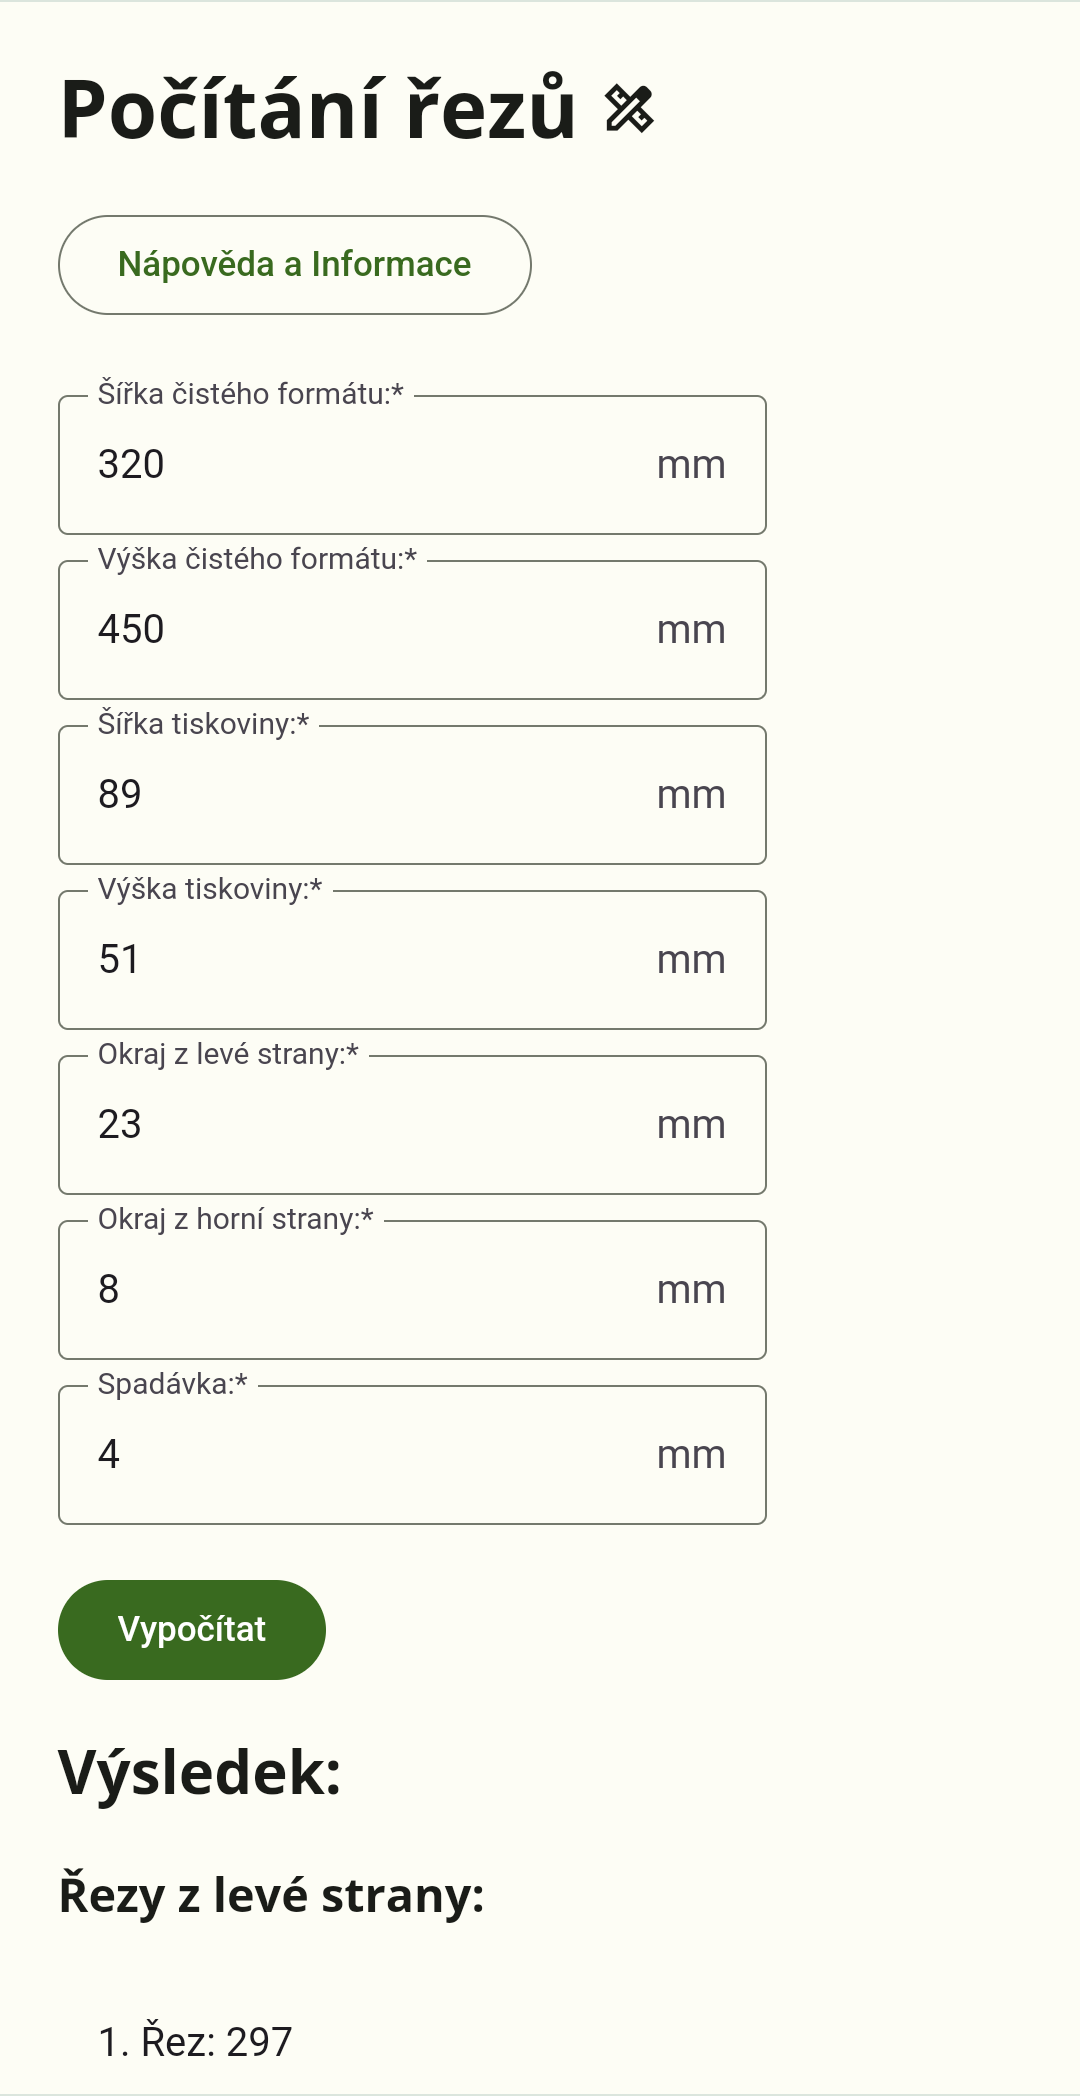 Počítání řezů
Nápověda a Informace
Šířka čistého formátu:*
320 mm
Výška čistého formátu:*
450 mm
Šířka tiskoviny:*
89 mm
Výška tiskoviny:*
51 mm
Okraj z levé strany:*
23 mm
Okraj z horní strany:*
8 mm
Spadávka:*
4 mm
Vypočítat
Výsledek:
Řezy z levé strany:
1. Řez: 297